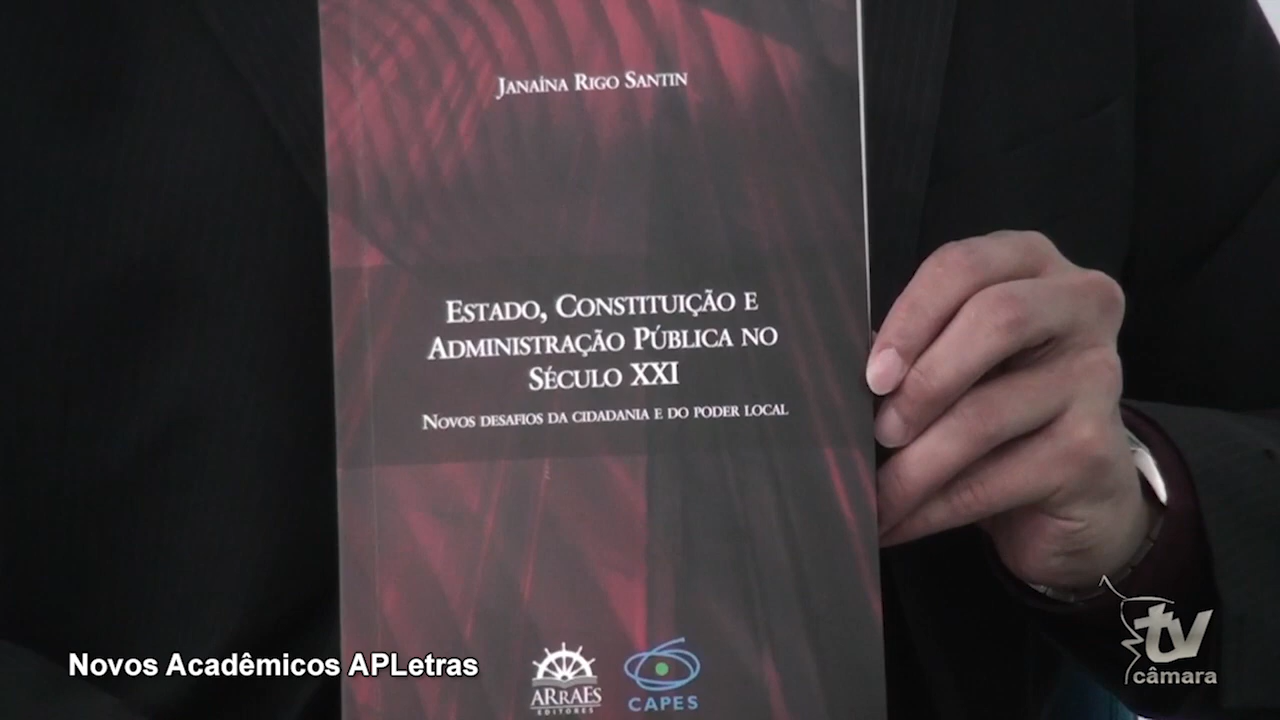 JANAÍNA RIGO SANTIN
ESTADO, CONSTITUIÇÃO E
ADMINISTRAÇÃO PÚBLICA NO
SÉCULO XXI
NOVOS DESAFIOS DA CIDADANIA E DO PODER LOCAL
ARRAES
EDITORES
CAPES
Novos Acadêmicos APLetras
tv
câmara